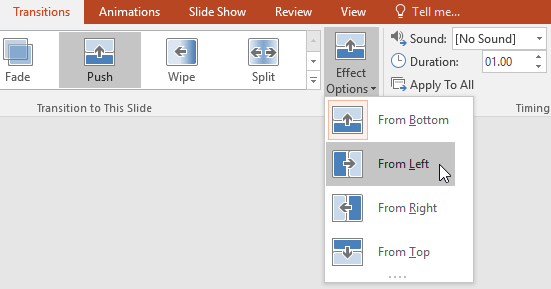 Transitions Animations Slide Show Review View Tell me...
Fade Push Wipe Split
Effect Options
Sound: [No Sound]
Duration: 01.00
Apply To All
Transition to This Slide
Timing
From Bottom
From Left
From Right
From Top